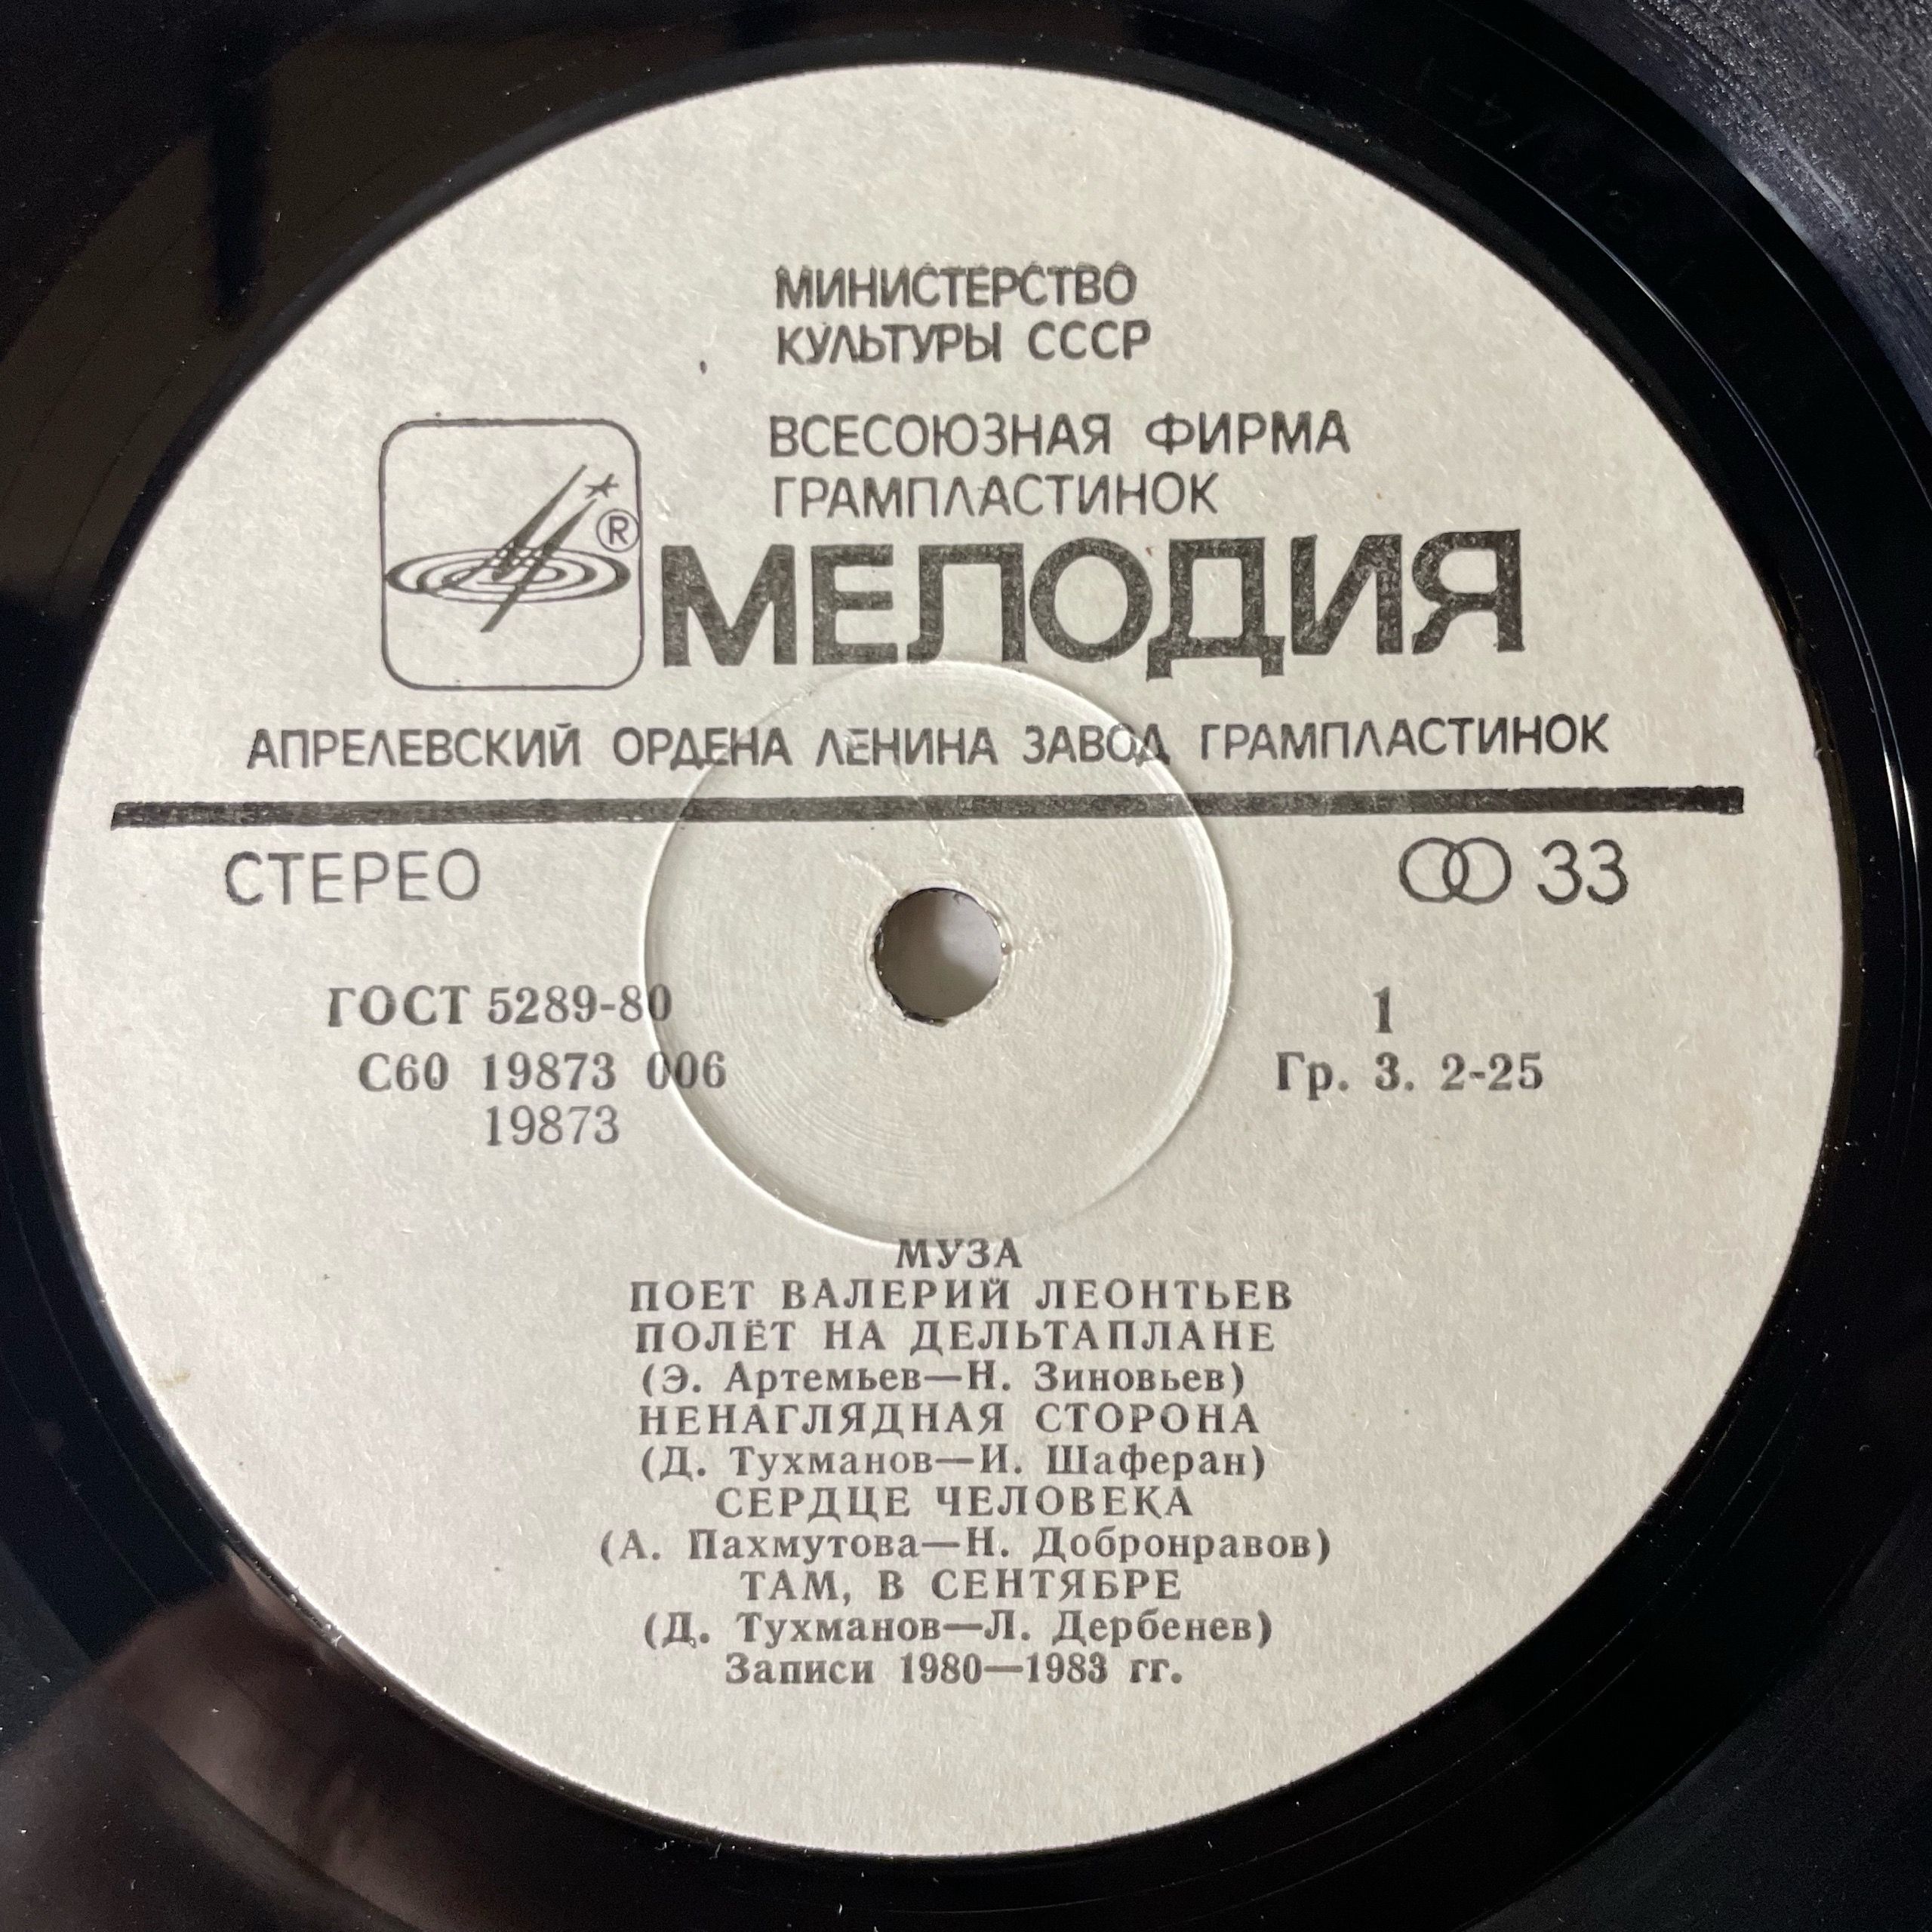 МИНИСТЕРСТВО
КУЛЬТУРЫ СССР
ВСЕСОЮЗНАЯ ФИРМА
ГРАМПЛАСТИНОК
®
МЕЛОДИЯ
АПРЕЛЕВСКИЙ ОРДЕНА ЛЕНИНА ЗАВОД ГРАМПЛАСТИНОК
СТЕРЕО
33
ГОСТ 5289-80
1
С60 19873 006
Гр. 3. 2-25
19873
МУЗА
ПОЕТ ВАЛЕРИЙ ЛЕОНТЬЕВ
ПОЛЁТ НА ДЕЛЬТАПЛАНЕ
(Э. Артемьев—Н. Зиновьев)
НЕНАГЛЯДНАЯ СТОРОНА
(Д. Тухманов—И. Шаферан)
СЕРДЦЕ ЧЕЛОВЕКА
(А. Пахмутова—Н. Добронравов)
ТАМ, В СЕНТЯБРЕ
(Д. Тухманов—Л. Дербенев)
Записи 1980—1983 гг.